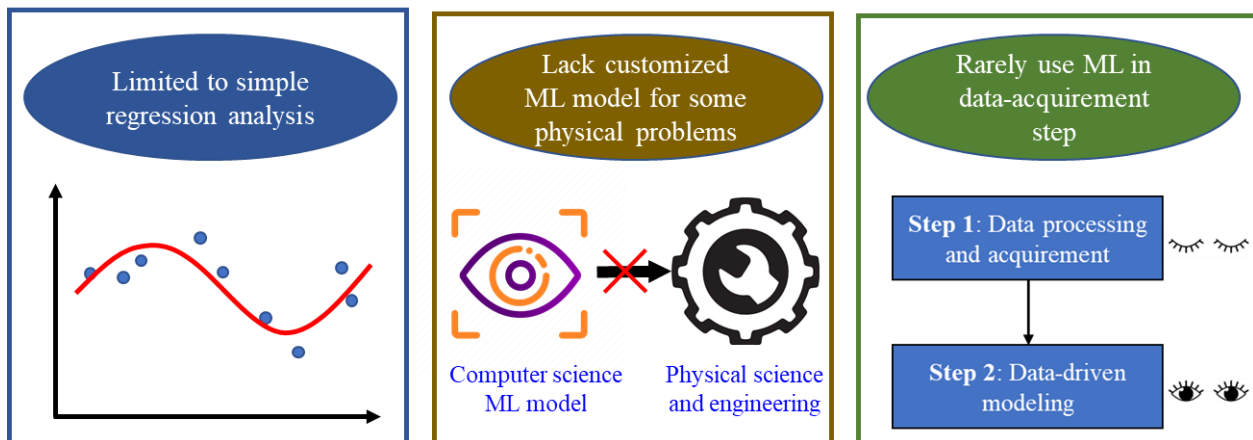 Limited to simple
regression analysis
Lack customized
ML model for some
physical problems
Computer science
ML model
Physical science
and engineering
Rarely use ML in
data-acquirement
step
Step 1: Data processing
and acquirement
Step 2: Data-driven
modeling